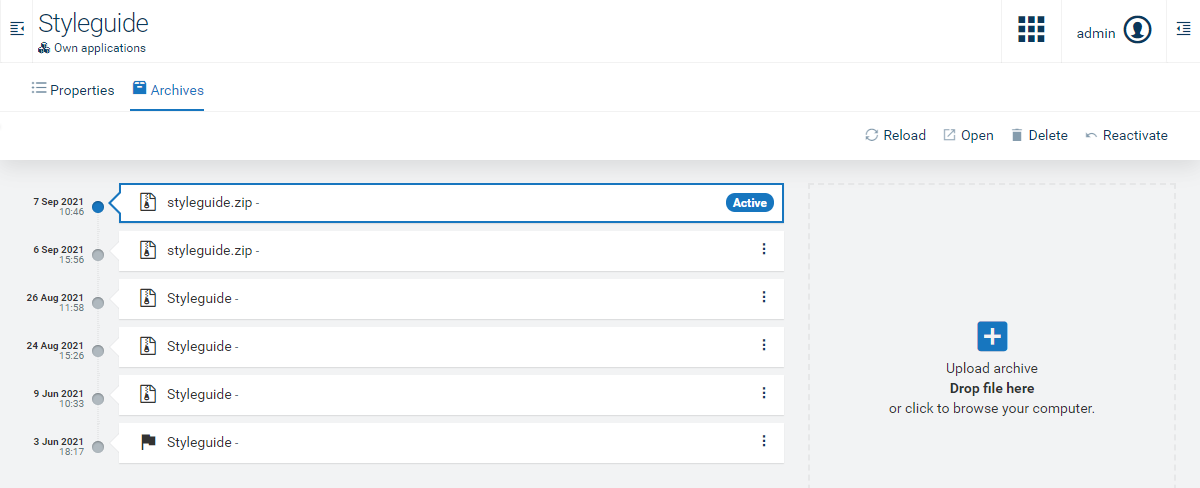 Styleguide
Own applications
admin
Properties
Archives
Reload
Open
Delete
Reactivate
7 Sep 2021
10:46
styleguide.zip -
Active
6 Sep 2021
15:56
styleguide.zip -
26 Aug 2021
11:58
Styleguide -
24 Aug 2021
15:26
Styleguide -
9 Jun 2021
10:33
Styleguide -
3 Jun 2021
18:17
Styleguide -
Upload archive
Drop file here
or click to browse your computer.